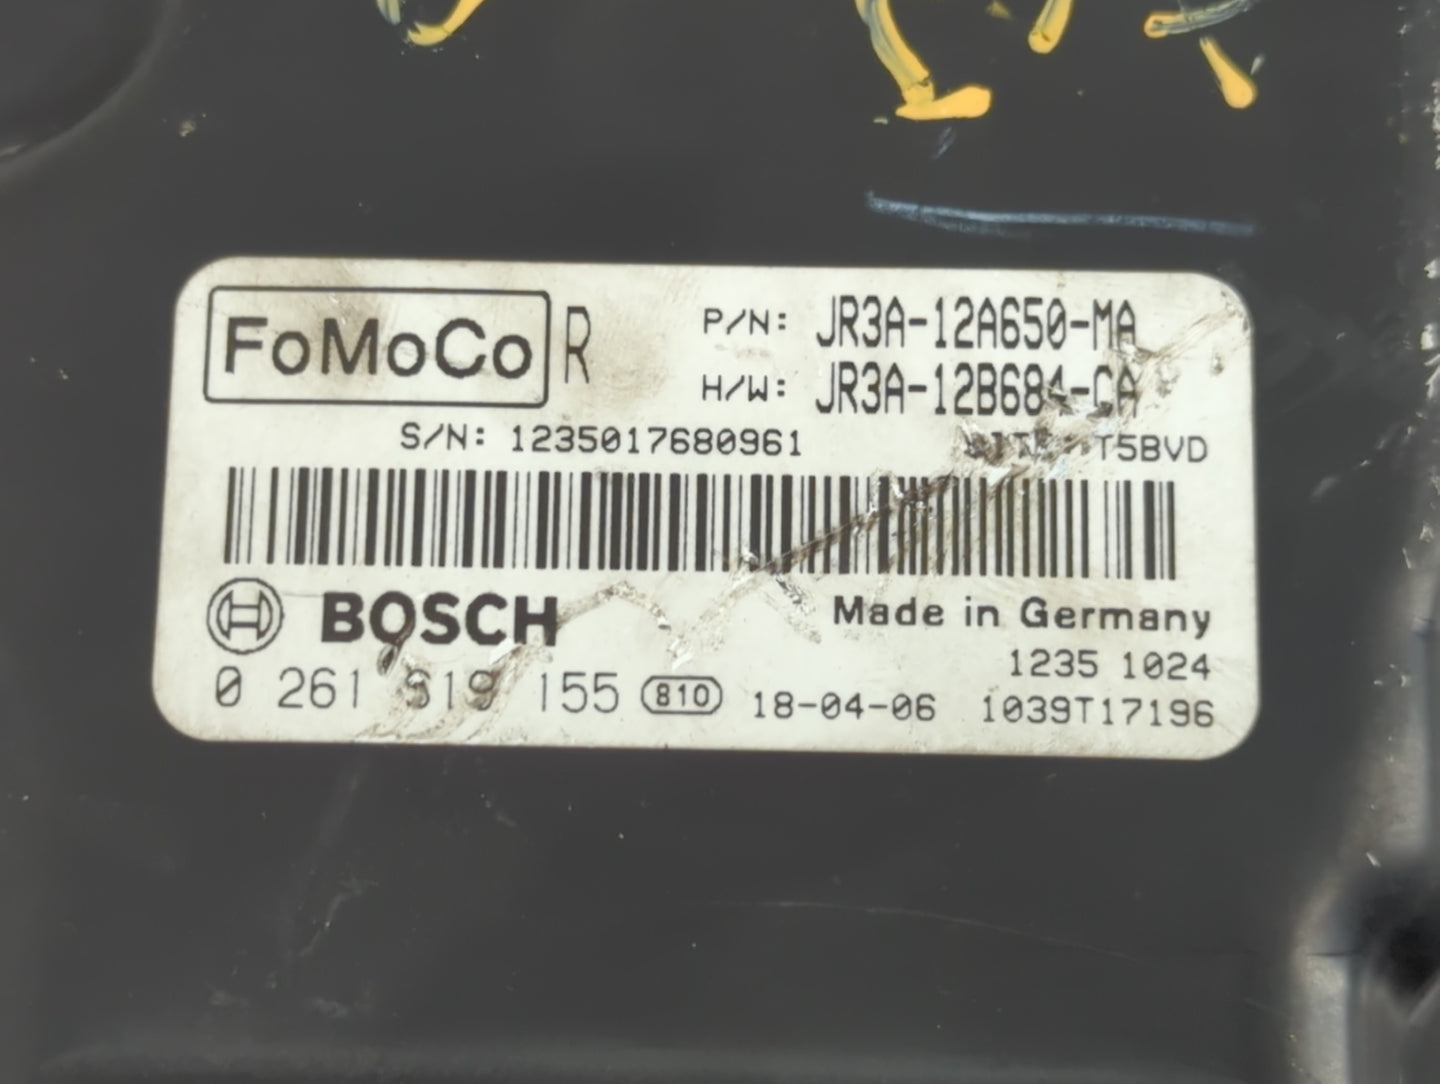 FoMoCo R P/N: JR3A-12A650-MA
H/W: JR3A-12B684-CA
S/N: 1235017680961 T5BVD
BOSCH Made in Germany
1235 1024
0 261 S19 155 810 18-04-06 1039T17196